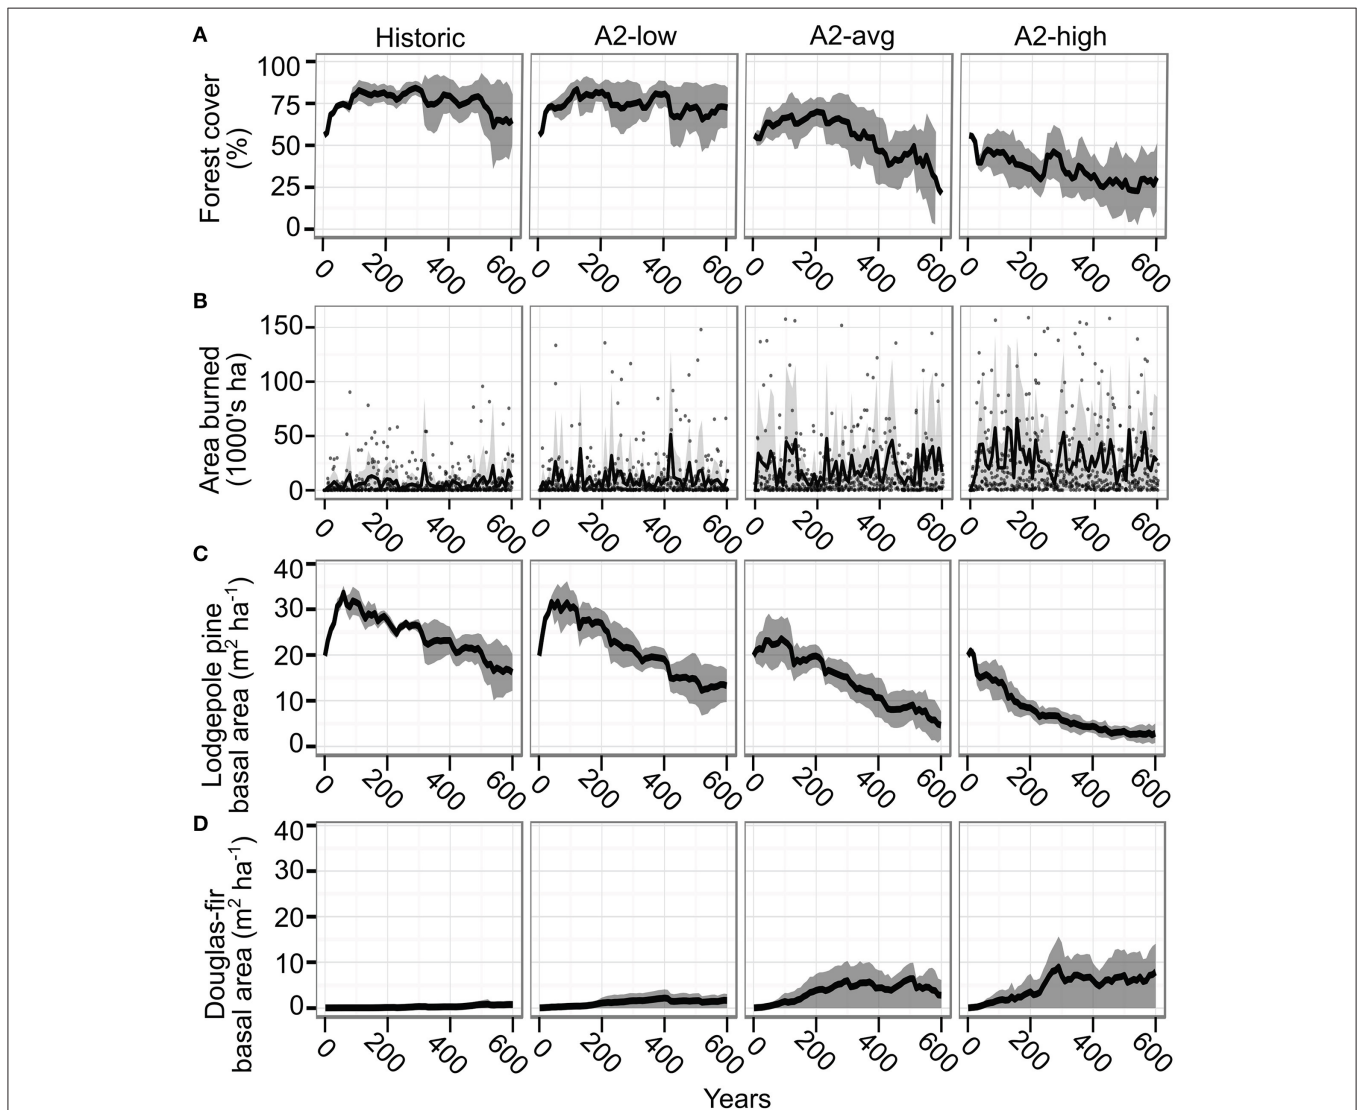 A
Historic A2-low A2-avg A2-high
Forest cover
(%)
100
75
50
25
0
0 200 400 600 0 200 400 600 0 200 400 600 0 200 400 600
B
Area burned
(1000's ha)
150
100
50
0
0 200 400 600 0 200 400 600 0 200 400 600 0 200 400 600
C
Lodgepole pine
basal area (m² ha⁻¹)
40
30
20
10
0
0 200 400 600 0 200 400 600 0 200 400 600 0 200 400 600
D
Douglas-fir
basal area (m² ha⁻¹)
40
30
20
10
0
0 200 400 600 0 200 400 600 0 200 400 600 0 200 400 600
Years